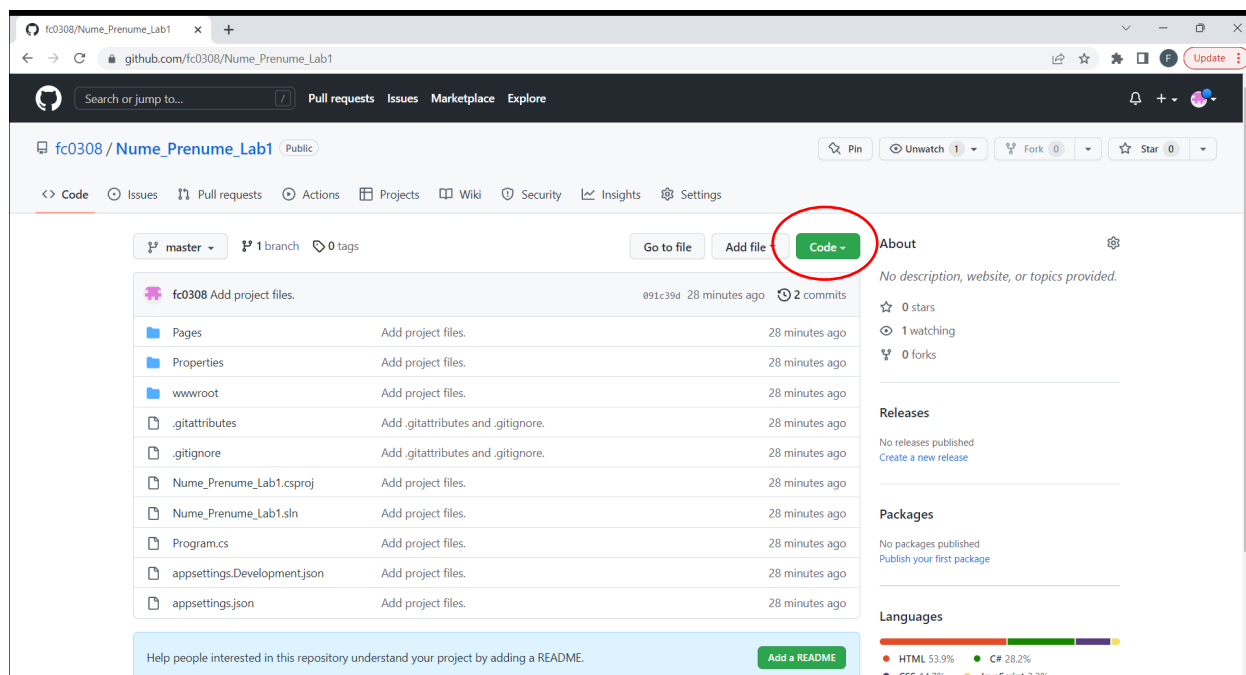 fc0308/Nume_Prenume_Lab1
github.com/fc0308/Nume_Prenume_Lab1 F Update
Search or jump to... / Pull requests Issues Marketplace Explore
fc0308 / Nume_Prenume_Lab1 Public Pin Unwatch 1 Fork 0 Star 0
Code Issues Pull requests Actions Projects Wiki Security Insights Settings
master 1 branch 0 tags Go to file Add file Code
fc0308 Add project files. 091c39d 28 minutes ago 2 commits
Pages Add project files. 28 minutes ago
Properties Add project files. 28 minutes ago
wwwroot Add project files. 28 minutes ago
.gitattributes Add .gitattributes and .gitignore. 28 minutes ago
.gitignore Add .gitattributes and .gitignore. 28 minutes ago
Nume_Prenume_Lab1.csproj Add project files. 28 minutes ago
Nume_Prenume_Lab1.sln Add project files. 28 minutes ago
Program.cs Add project files. 28 minutes ago
appsettings.Development.json Add project files. 28 minutes ago
appsettings.json Add project files. 28 minutes ago
Help people interested in this repository understand your project by adding a README. Add a README
About
No description, website, or topics provided.
0 stars
1 watching
0 forks
Releases
No releases published
Create a new release
Packages
No packages published
Publish your first package
Languages
HTML 53.9% C# 28.2%